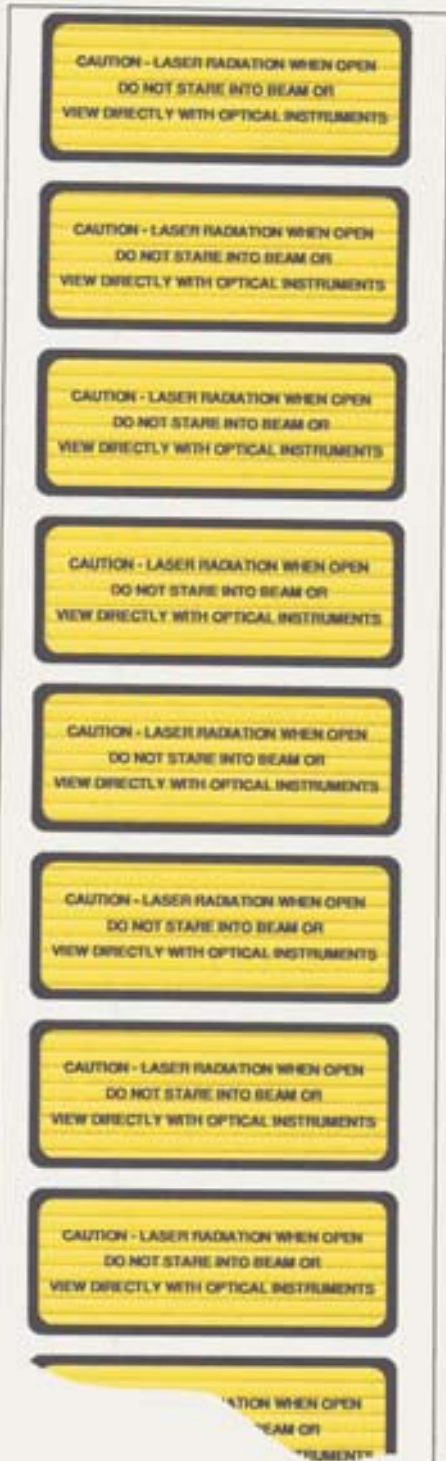 CAUTION - LASER RADIATION WHEN OPEN
DO NOT STARE INTO BEAM OR
VIEW DIRECTLY WITH OPTICAL INSTRUMENTS
CAUTION - LASER RADIATION WHEN OPEN
DO NOT STARE INTO BEAM OR
VIEW DIRECTLY WITH OPTICAL INSTRUMENTS
CAUTION - LASER RADIATION WHEN OPEN
DO NOT STARE INTO BEAM OR
VIEW DIRECTLY WITH OPTICAL INSTRUMENTS
CAUTION - LASER RADIATION WHEN OPEN
DO NOT STARE INTO BEAM OR
VIEW DIRECTLY WITH OPTICAL INSTRUMENTS
CAUTION - LASER RADIATION WHEN OPEN
DO NOT STARE INTO BEAM OR
VIEW DIRECTLY WITH OPTICAL INSTRUMENTS
CAUTION - LASER RADIATION WHEN OPEN
DO NOT STARE INTO BEAM OR
VIEW DIRECTLY WITH OPTICAL INSTRUMENTS
CAUTION - LASER RADIATION WHEN OPEN
DO NOT STARE INTO BEAM OR
VIEW DIRECTLY WITH OPTICAL INSTRUMENTS
CAUTION - LASER RADIATION WHEN OPEN
DO NOT STARE INTO BEAM OR
VIEW DIRECTLY WITH OPTICAL INSTRUMENTS
WHEN OPEN
OR